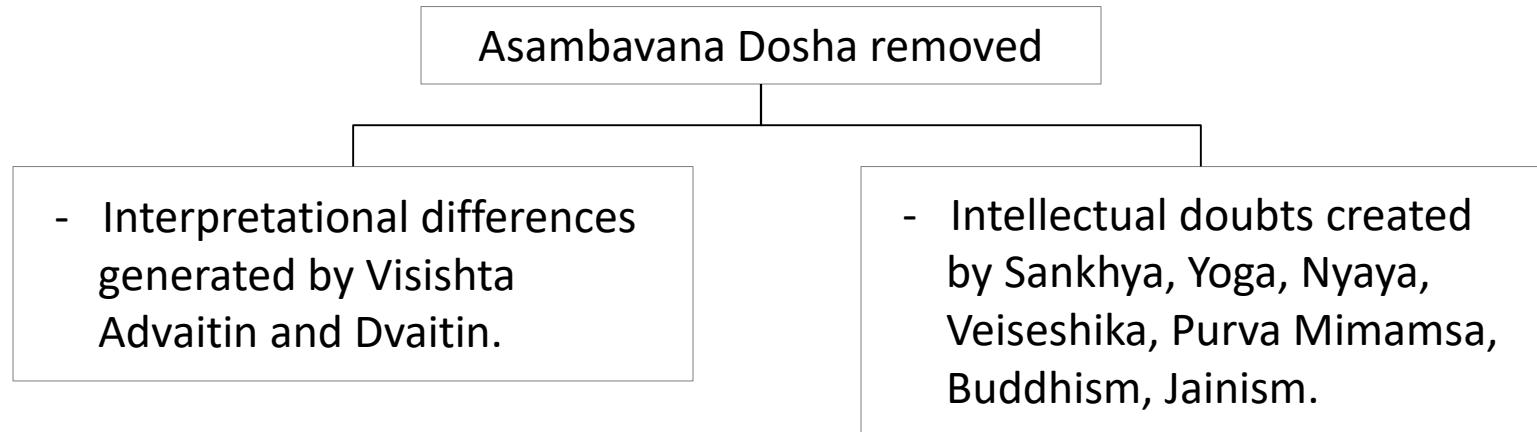 Asambavana Dosha removed
- Interpretational differences
generated by Visishta
Advaitin and Dvaitin.
- Intellectual doubts created
by Sankhya, Yoga, Nyaya,
Veiseshika, Purva Mimamsa,
Buddhism, Jainism.